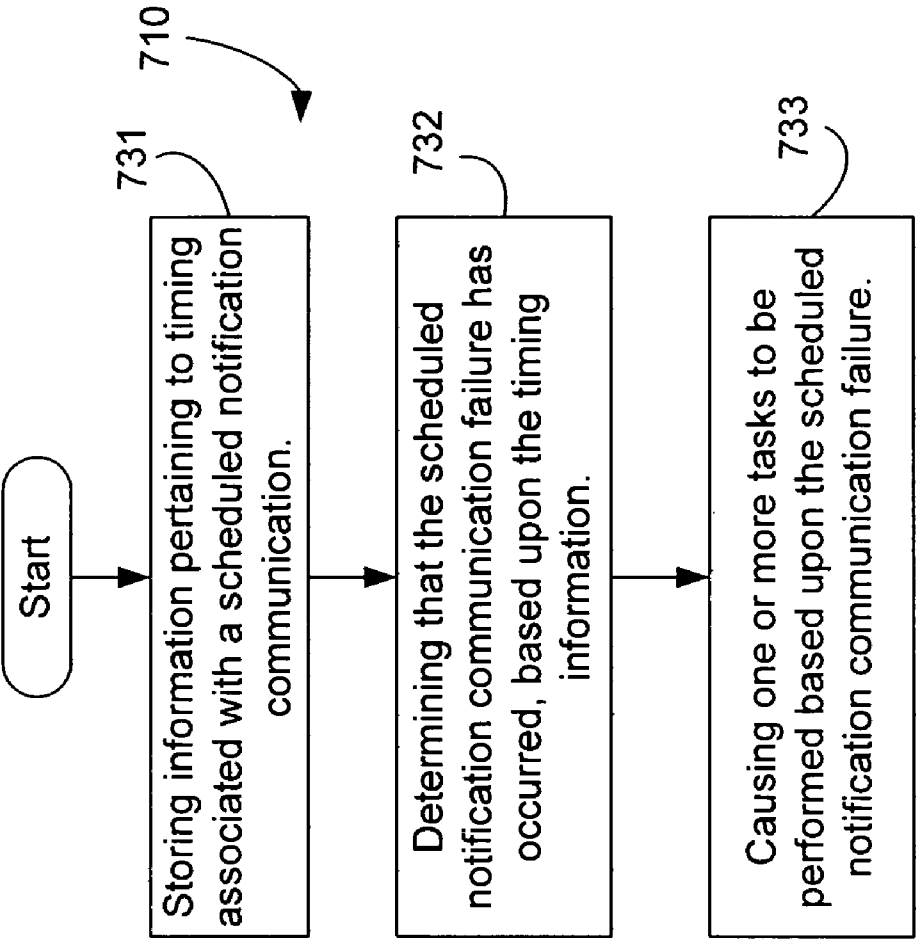 Start
710
731
Storing information pertaining to timing
associated with a scheduled notification
communication.
732
Determining that the scheduled
notification communication failure has
occurred, based upon the timing
information.
733
Causing one or more tasks to be
performed based upon the scheduled
notification communication failure.